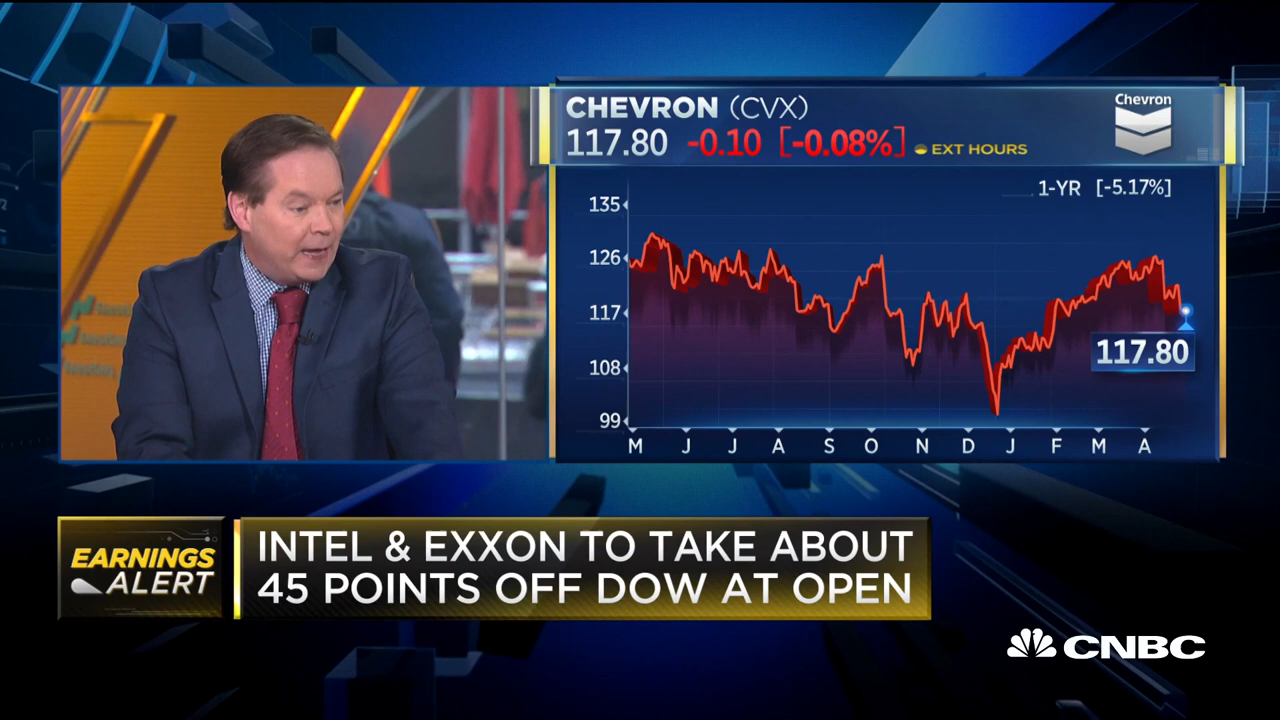 CHEVRON (CVX)
117.80 -0.10 [-0.08%] EXT HOURS
Chevron
1-YR [-5.17%]
135
126
117
108
99
117.80
M J J A S O N D J F M A
EARNINGS
ALERT
INTEL & EXXON TO TAKE ABOUT
45 POINTS OFF DOW AT OPEN
CNBC